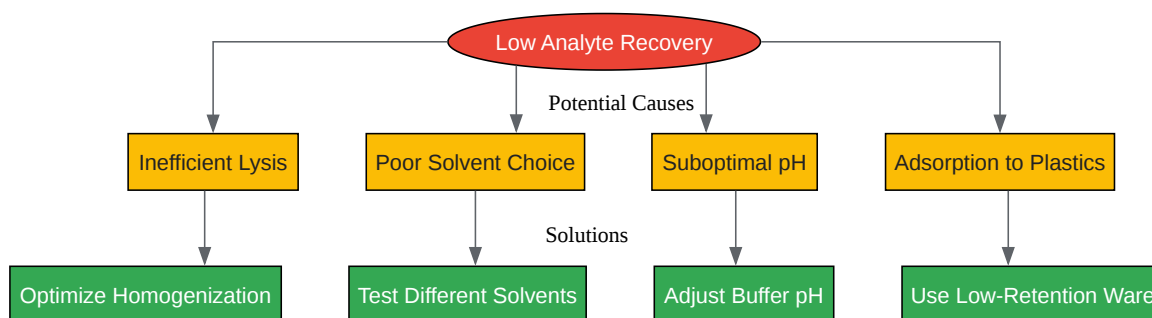 Low Analyte Recovery
Potential Causes
Inefficient Lysis
Poor Solvent Choice
Suboptimal pH
Adsorption to Plastics
Solutions
Optimize Homogenization
Test Different Solvents
Adjust Buffer pH
Use Low-Retention Ware